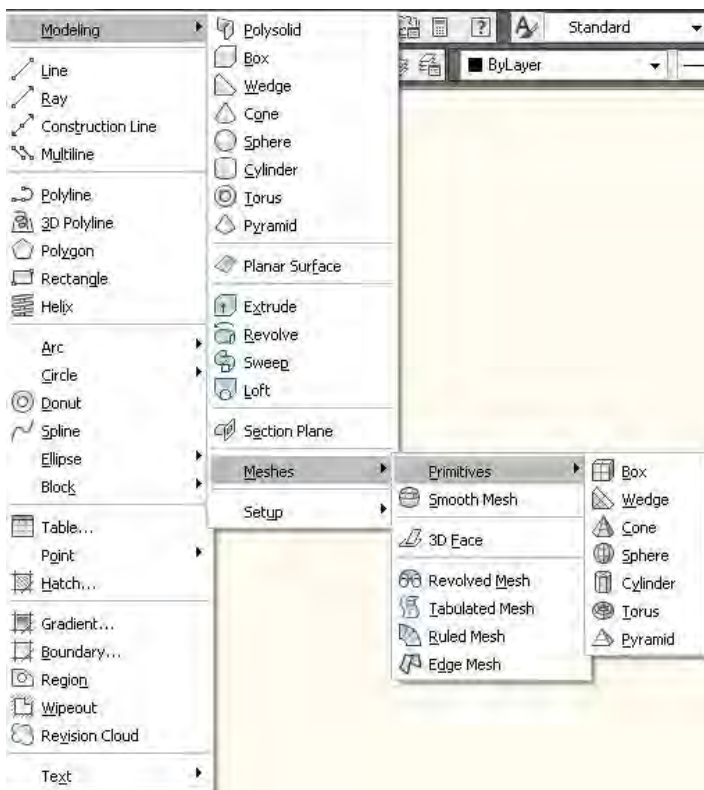 Modeling
Line
Ray
Construction Line
Multiline
Polyline
3D Polyline
Polygon
Rectangle
Helix
Arc
Circle
Donut
Spline
Ellipse
Block
Table...
Point
Hatch...
Gradient...
Boundary...
Region
Wipeout
Revision Cloud
Text
Polysolid
Box
Wedge
Cone
Sphere
Cylinder
Torus
Pyramid
Planar Surface
Extrude
Revolve
Sweep
Loft
Section Plane
Meshes
Setup
Primitives
Smooth Mesh
3D Face
Revolved Mesh
Tabulated Mesh
Ruled Mesh
Edge Mesh
Box
Wedge
Cone
Sphere
Cylinder
Torus
Pyramid
Standard
ByLayer